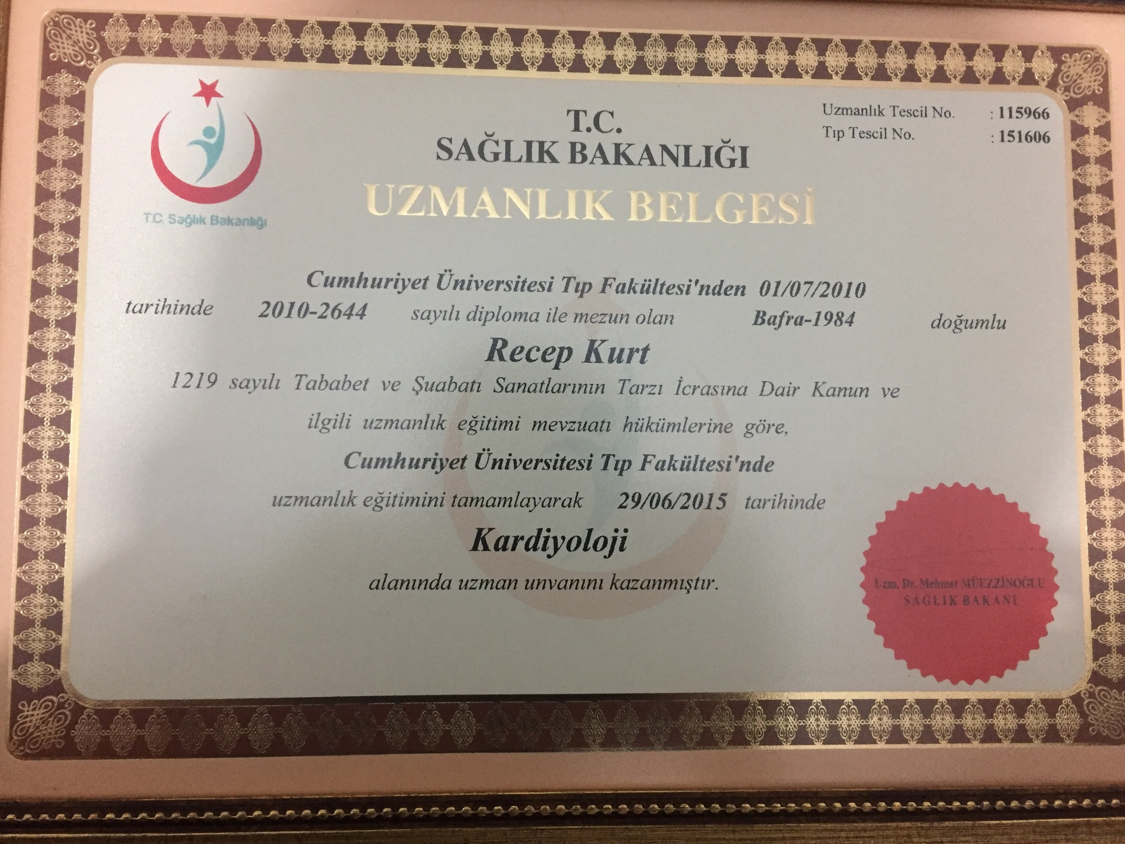 T.C. Sağlık Bakanlığı
T.C.
SAĞLIK BAKANLIĞI
UZMANLIK BELGESİ
Uzmanlık Tescil No. : 115966
Tıp Tescil No. : 151606
Cumhuriyet Üniversitesi Tıp Fakültesi'nden 01/07/2010
tarihinde 2010-2644 sayılı diploma ile mezun olan Bafra-1984 doğumlu
Recep Kurt
1219 sayılı Tababet ve Şuabatı Sanatlarının Tarzı İcrasına Dair Kanun ve
ilgili uzmanlık eğitimi mevzuatı hükümlerine göre,
Cumhuriyet Üniversitesi Tıp Fakültesi'nde
uzmanlık eğitimini tamamlayarak 29/06/2015 tarihinde
Kardiyoloji
alanında uzman unvanını kazanmıştır.
Uzm. Dr. Mehmet MÜEZZİNOĞLU
SAĞLIK BAKANI